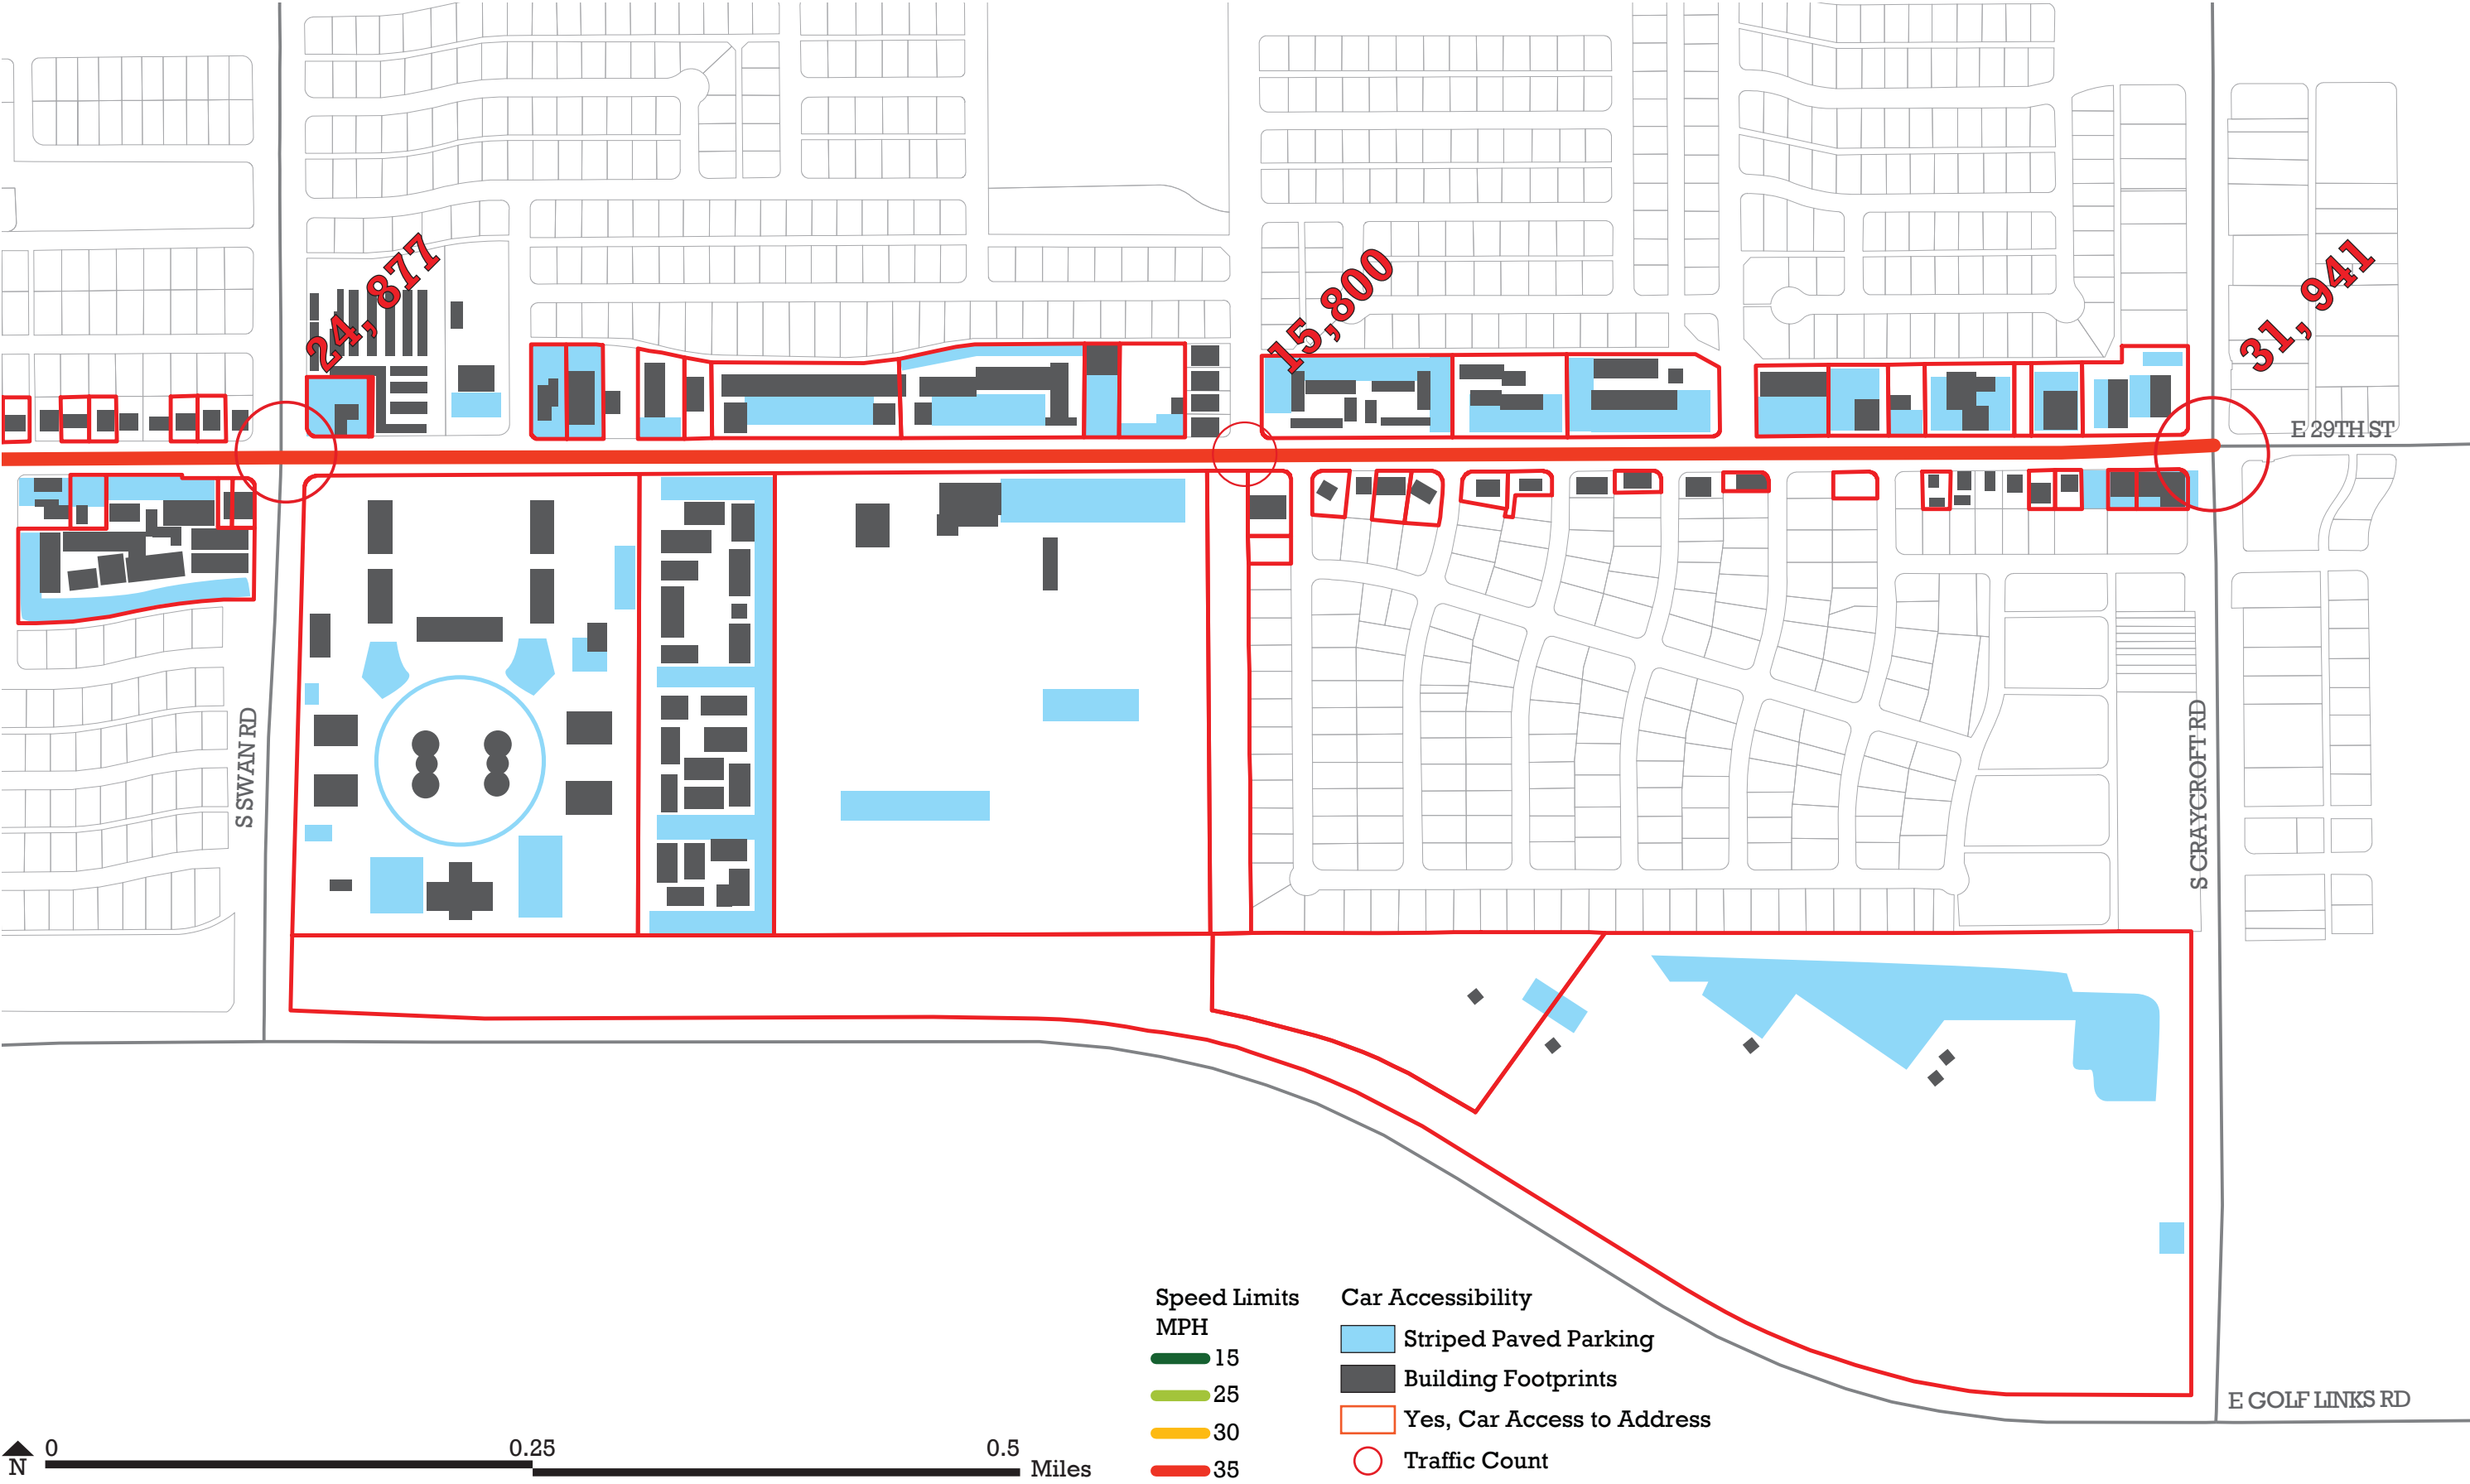 24, 877
15,800
31, 941
E 29TH ST
S SWAN RD
S CRAYCROFT RD
Speed Limits
MPH
15
25
30
35
Car Accessibility
Striped Paved Parking
Building Footprints
Yes, Car Access to Address
Traffic Count
E GOLF LINKS RD
N
0 0.25 0.5
Miles